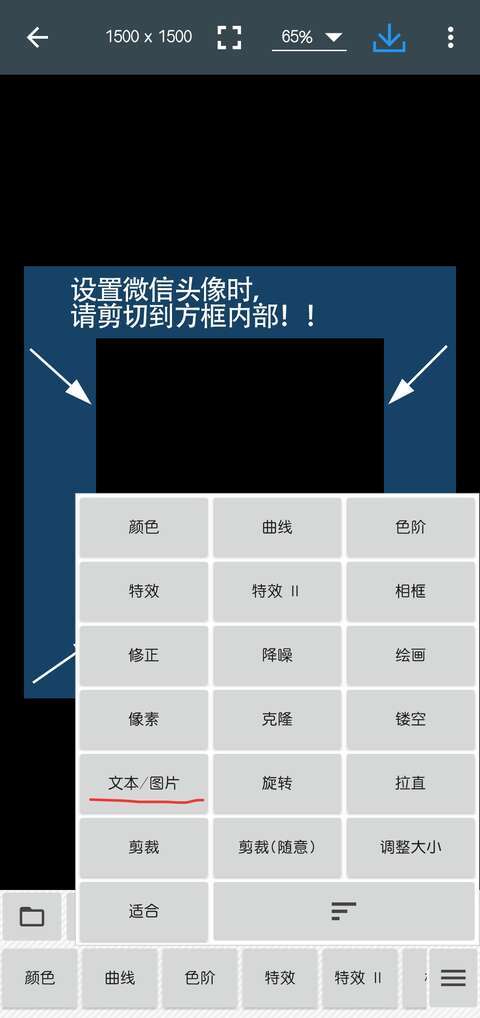 1500 x 1500
65%
设置微信头像时,
请剪切到方框内部！！
颜色
曲线
色阶
特效
特效 II
相框
修正
降噪
绘画
像素
克隆
镂空
文本/图片
旋转
拉直
剪裁
剪裁(随意)
调整大小
适合
颜色
曲线
色阶
特效
特效 II